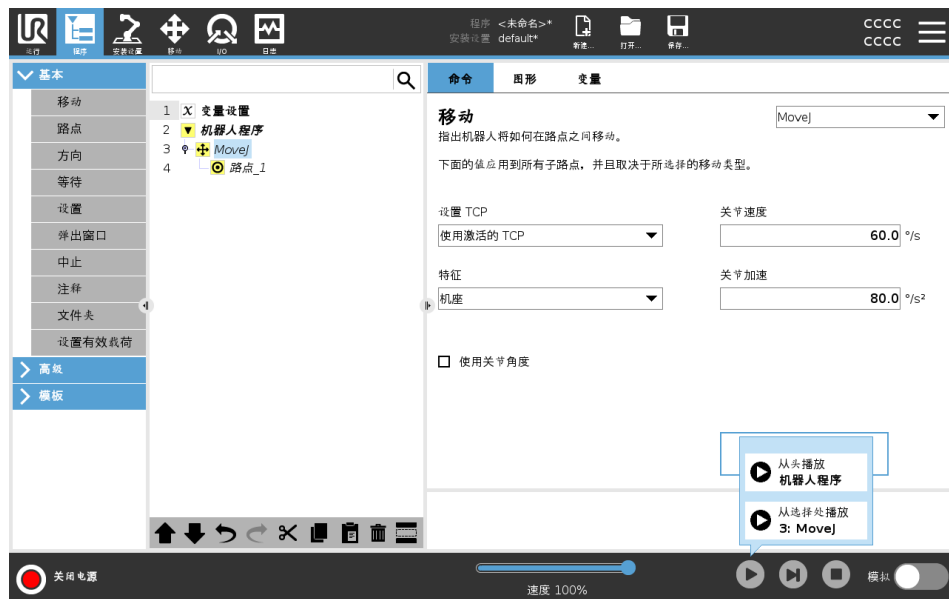 UR
程序 <未命名>*
安装设置 default*
新建...
打开...
保存...
CCCC
CCCC
运行
程序
安装设置
移动
I/O
日志
基本
移动
路点
方向
等待
设置
弹出窗口
中止
注释
文件夹
设置有效载荷
高级
模板
1 X 变量设置
2 机器人程序
3 MoveJ
4 路点_1
命令 图形 变量
移动
MoveJ
指出机器人将如何在路点之间移动。
下面的值应用到所有子路点，并且取决于所选择的移动类型。
设置 TCP
关节速度
使用激活的 TCP
60.0 °/s
特征
关节加速
机座
80.0 °/s²
使用关节角度
从头播放
机器人程序
从选择处播放
3: MoveJ
关闭电源
速度 100%
模拟